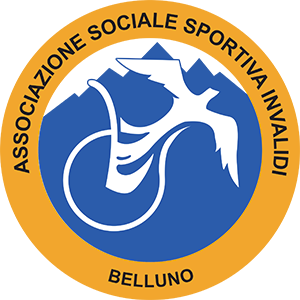 ASSOCIAZIONE SOCIALE SPORTIVA INVALIDI
BELLUNO